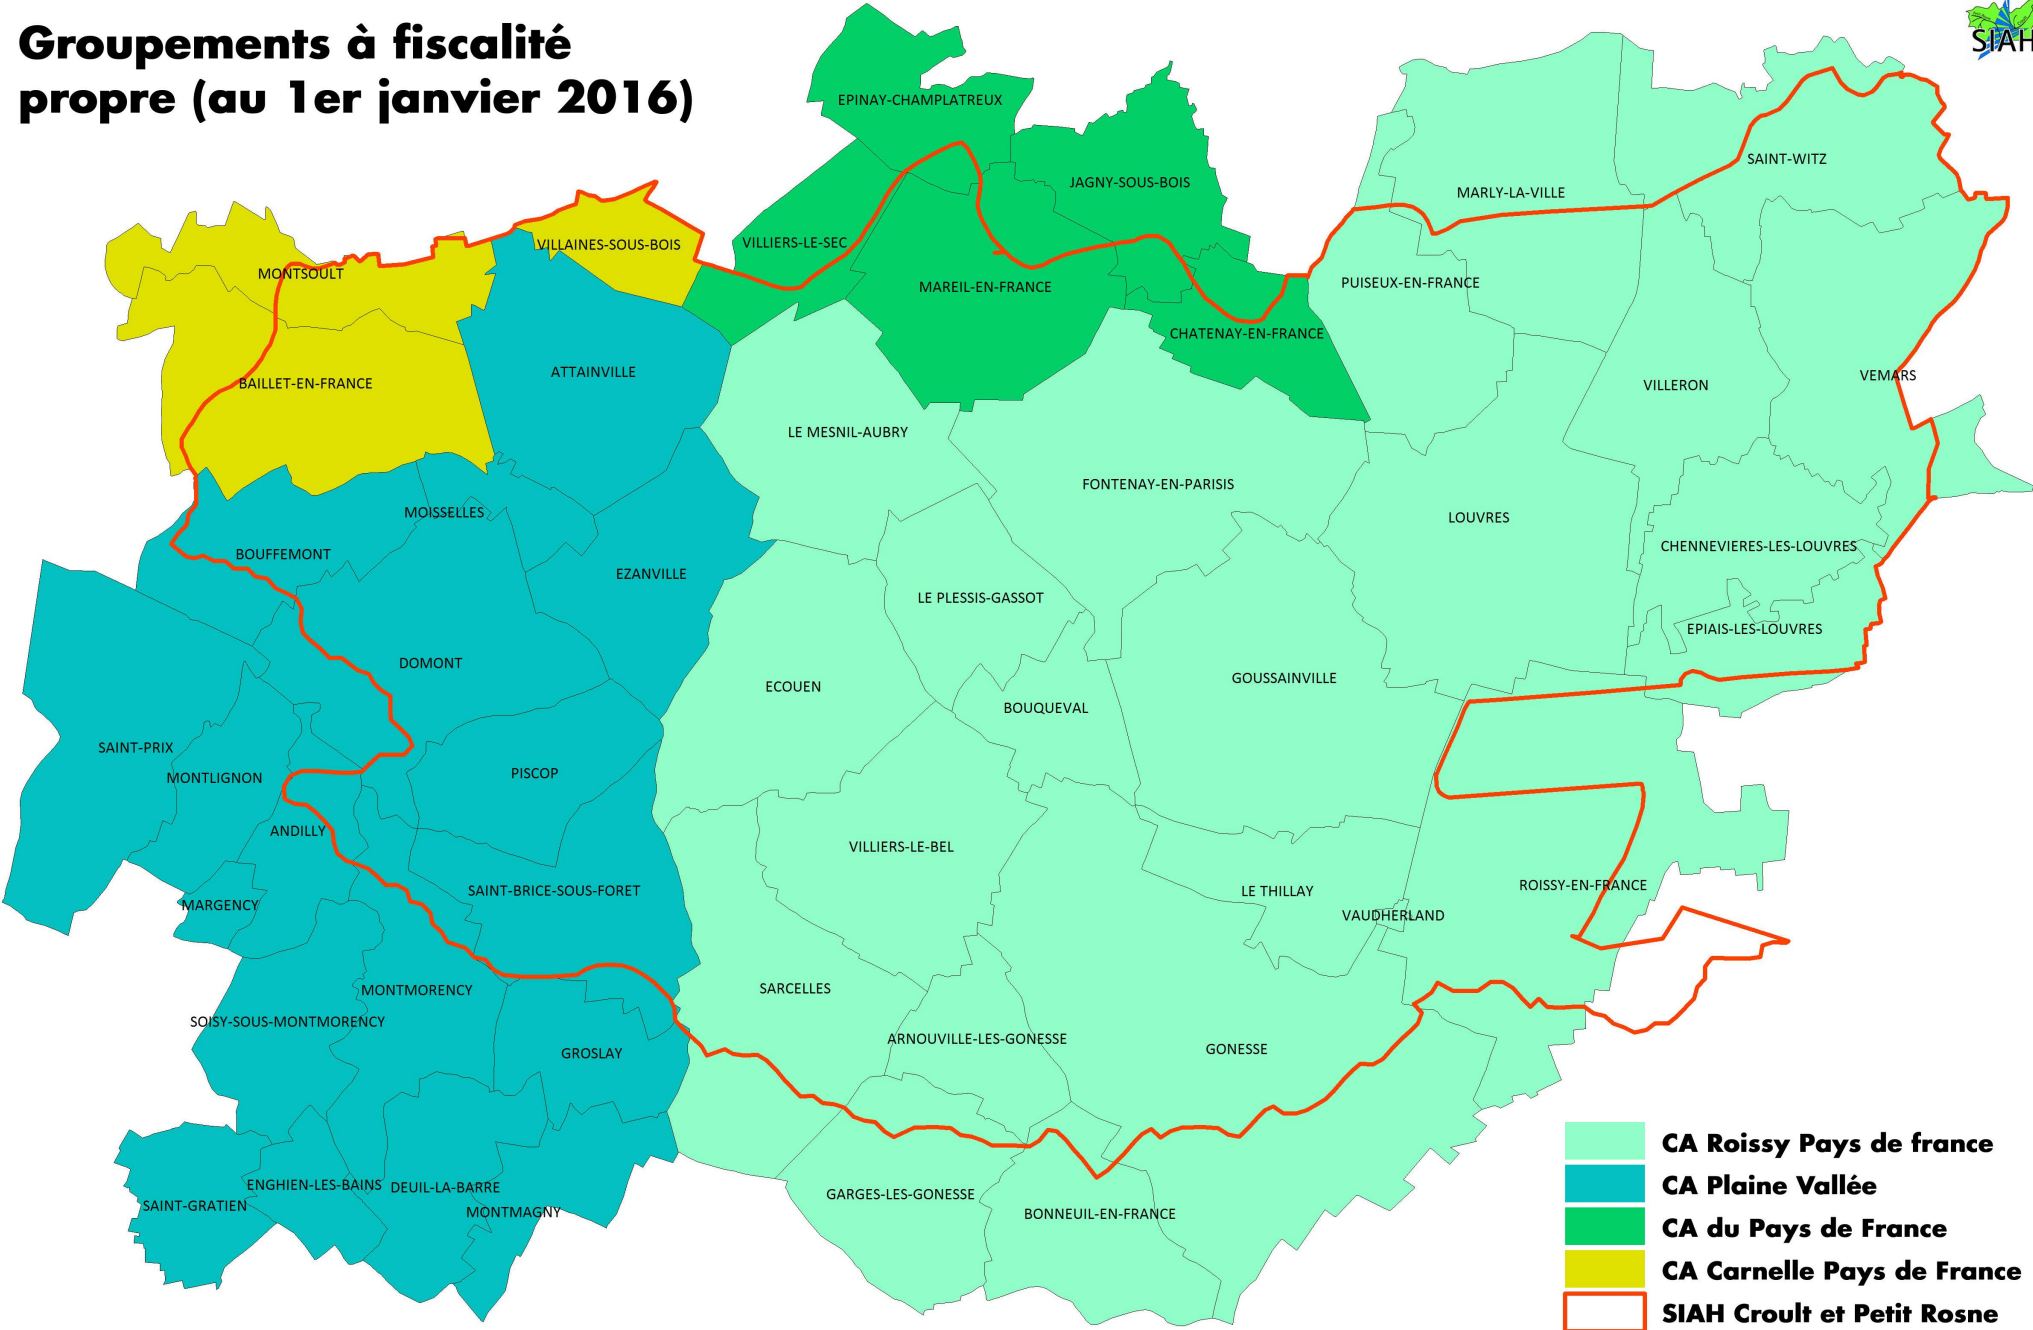 Groupements à fiscalité
propre (au 1er janvier 2016)
SIAH
EPINAY-CHAMPLATREUX
SAINT-WITZ
JAGNY-SOUS-BOIS
MARLY-LA-VILLE
VILLIERS-LE-SEC
VILLAINES-SOUS-BOIS
MONTSOULT
PUISEUX-EN-FRANCE
MAREIL-EN-FRANCE
CHATENAY-EN-FRANCE
ATTAINVILLE
VEMARS
BAILLET-EN-FRANCE
VILLERON
LE MESNIL-AUBRY
FONTENAY-EN-PARISIS
MOISSELLES
LOUVRES
CHENNEVIERES-LES-LOUVRES
BOUFFEMONT
EZANVILLE
LE PLESSIS-GASSOT
EPIAIS-LES-LOUVRES
DOMONT
GOUSSAINVILLE
ECOUEN
BOUQUEVAL
SAINT-PRIX
PISCOP
MONTLIGNON
ANDILLY
VILLIERS-LE-BEL
ROISSY-EN-FRANCE
SAINT-BRICE-SOUS-FORET
LE THILLAY
MARGENCY
VAUDHERLAND
SARCELLES
MONTMORENCY
SOISY-SOUS-MONTMORENCY
ARNOUVILLE-LES-GONESSE
GONESSE
GROSLAY
ENGHIEN-LES-BAINS
DEUIL-LA-BARRE
GARGES-LES-GONESSE
SAINT-GRATIEN
MONTMAGNY
BONNEUIL-EN-FRANCE
CA Roissy Pays de france
CA Plaine Vallée
CA du Pays de France
CA Carnelle Pays de France
SIAH Croult et Petit Rosne